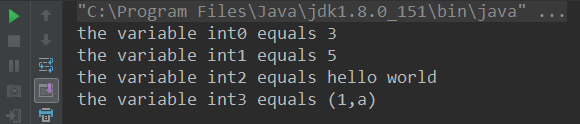 "C:\Program Files\Java\jdk1.8.0_151\bin\java" ...
the variable int0 equals 3
the variable int1 equals 5
the variable int2 equals hello world
the variable int3 equals (1,a)